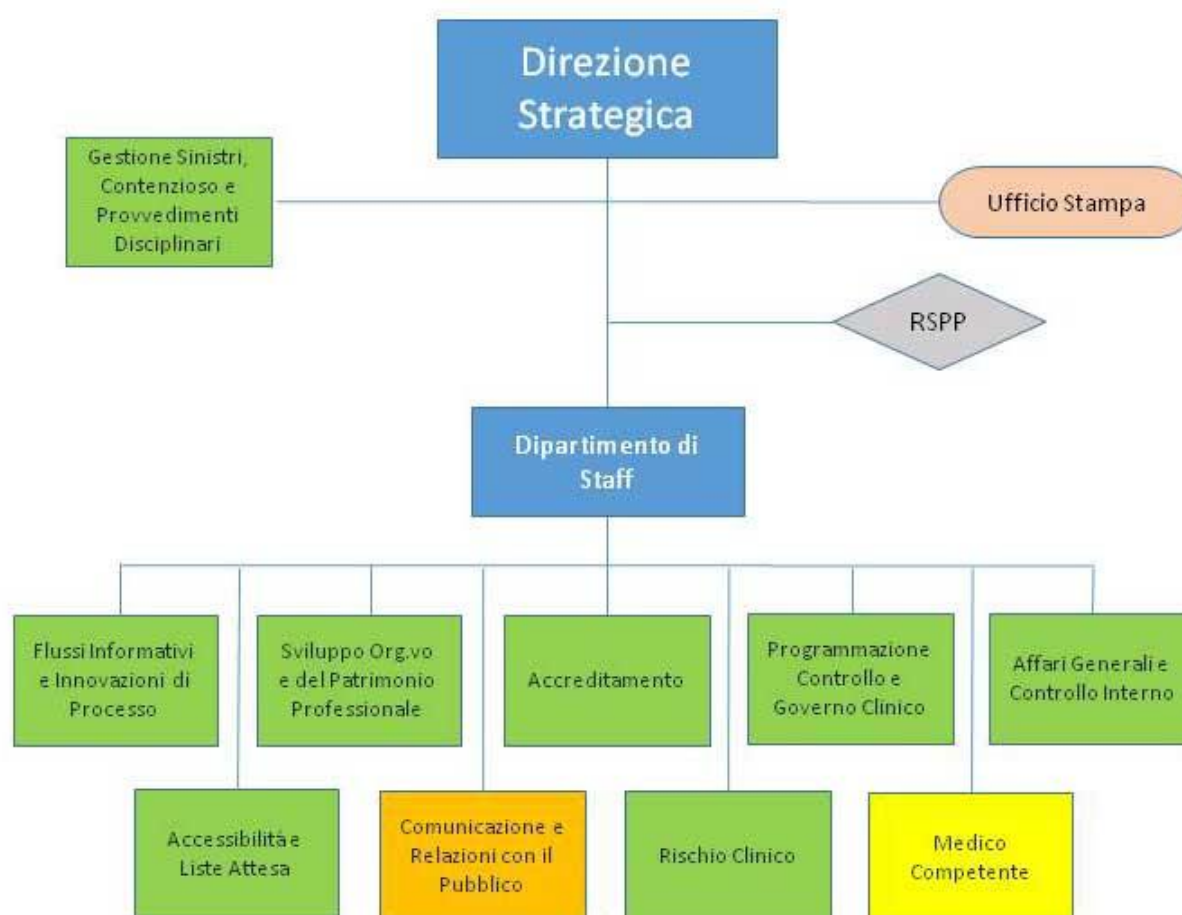 Direzione
Strategica
Gestione Sinistri,
Contenzioso e
Provvedimenti
Disciplinari
Ufficio Stampa
RSPP
Dipartimento di
Staff
Flussi Informativi
e Innovazioni di
Processo
Sviluppo Org.vo
e del Patrimonio
Professionale
Accreditamento
Programmazione
Controllo e
Governo Clinico
Affari Generali e
Controllo Interno
Accessibilità e
Liste Attesa
Comunicazione e
Relazioni con il
Pubblico
Rischio Clinico
Medico
Competente